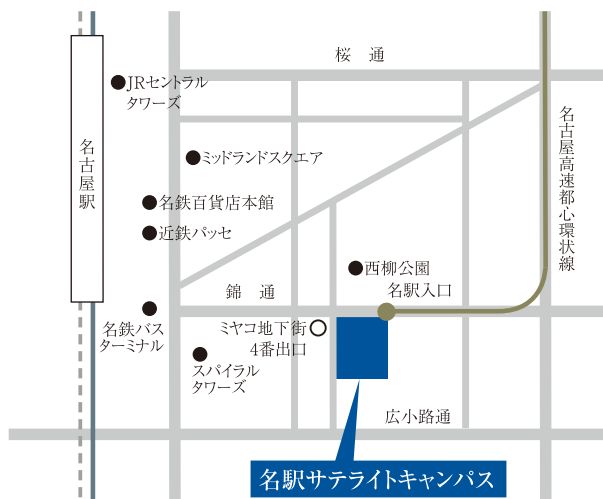 桜通
JRセントラル
タワーズ
名古屋駅
ミッドランドスクエア
名古屋高速都心環状線
名鉄百貨店本館
近鉄パッセ
西柳公園
名駅入口
錦通
名鉄バス
ターミナル
ミヤコ地下街
4番出口
スパイラル
タワーズ
広小路通
名駅サテライトキャンパス